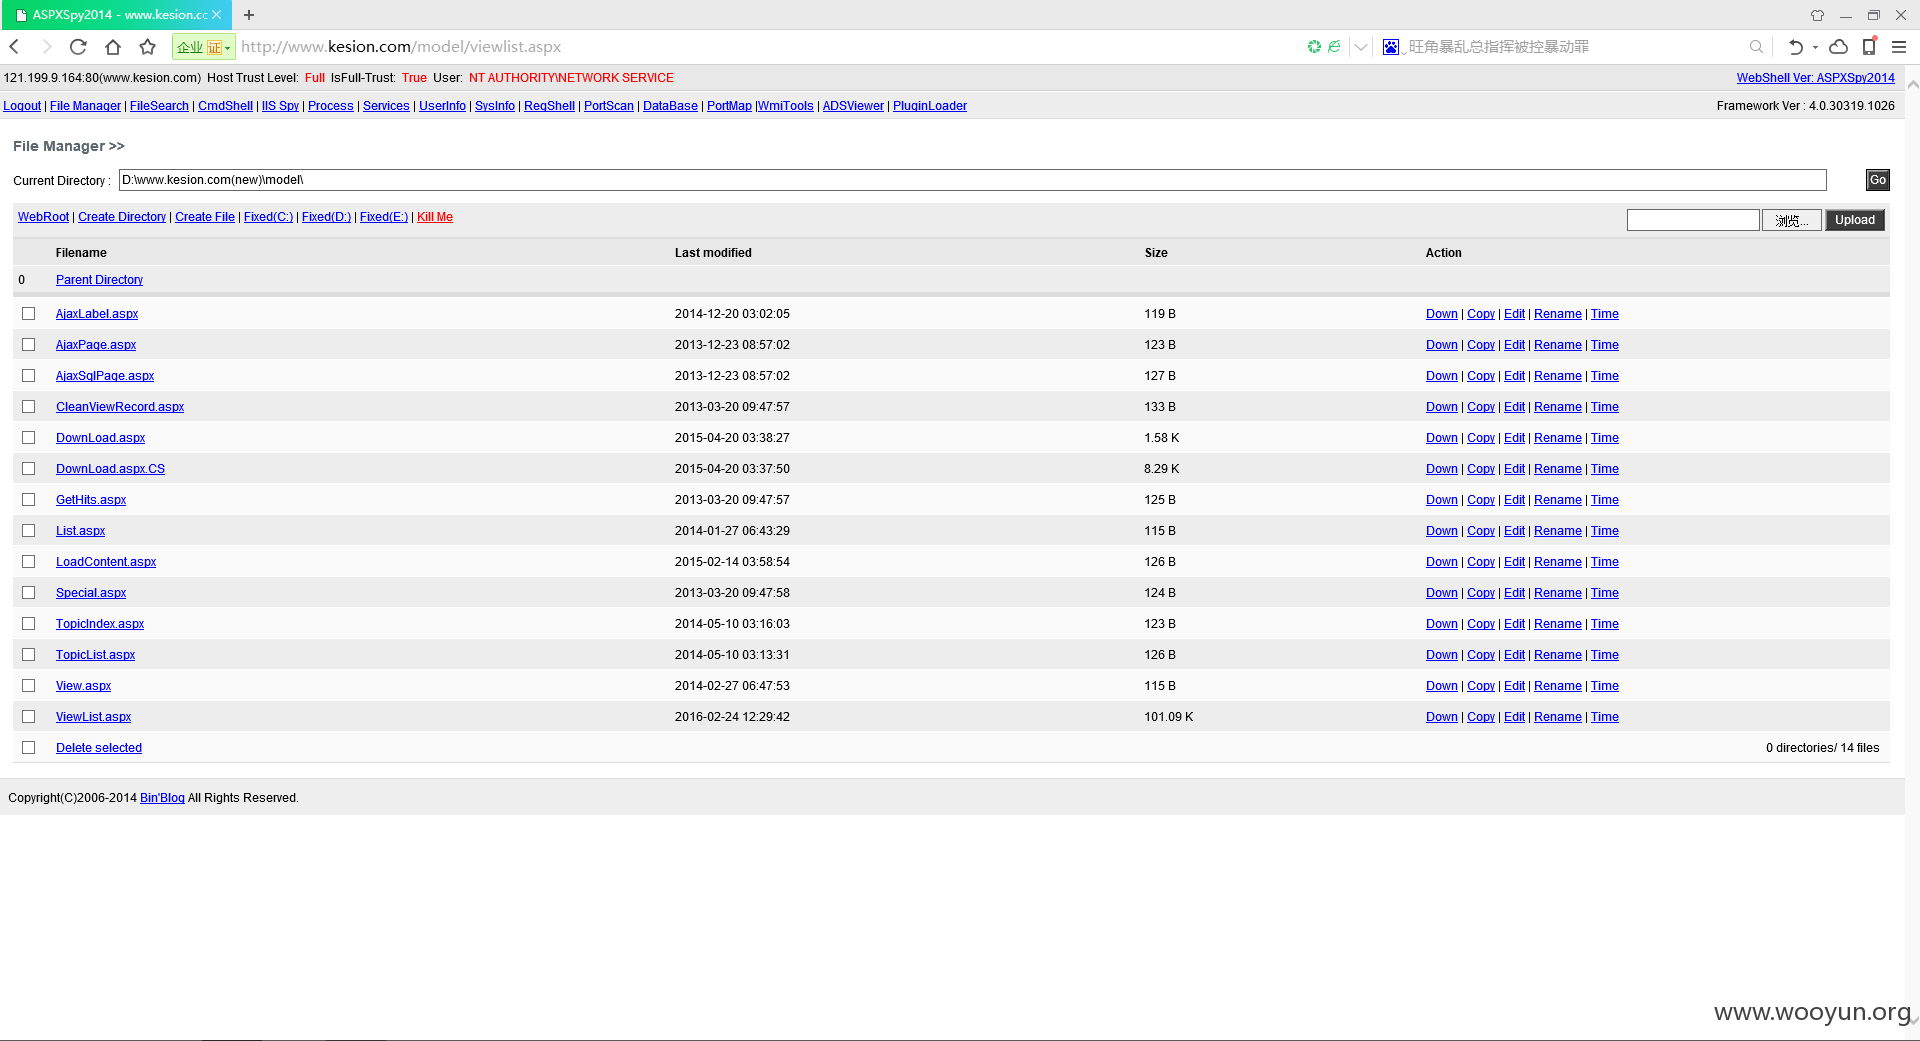 ASPXSpy2014 - www.kesion.cc
企业 证 http://www.kesion.com/model/viewlist.aspx 旺角暴乱总指挥被控暴动罪
121.199.9.164:80(www.kesion.com) Host Trust Level: Full IsFull-Trust: True User: NT AUTHORITY\NETWORK SERVICE WebShell Ver: ASPXSpy2014
Logout | File Manager | FileSearch | CmdShell | IIS Spy | Process | Services | UserInfo | SysInfo | RegShell | PortScan | DataBase | PortMap |WmiTools | ADSViewer | PluginLoader Framework Ver : 4.0.30319.1026
File Manager >>
Current Directory : D:\www.kesion.com(new)\model\ Go
WebRoot | Create Directory | Create File | Fixed(C:) | Fixed(D:) | Fixed(E:) | Kill Me 浏览... Upload
Filename Last modified Size Action
0 Parent Directory
AjaxLabel.aspx 2014-12-20 03:02:05 119 B Down | Copy | Edit | Rename | Time
AjaxPage.aspx 2013-12-23 08:57:02 123 B Down | Copy | Edit | Rename | Time
AjaxSqlPage.aspx 2013-12-23 08:57:02 127 B Down | Copy | Edit | Rename | Time
CleanViewRecord.aspx 2013-03-20 09:47:57 133 B Down | Copy | Edit | Rename | Time
DownLoad.aspx 2015-04-20 03:38:27 1.58 K Down | Copy | Edit | Rename | Time
DownLoad.aspx.CS 2015-04-20 03:37:50 8.29 K Down | Copy | Edit | Rename | Time
GetHits.aspx 2013-03-20 09:47:57 125 B Down | Copy | Edit | Rename | Time
List.aspx 2014-01-27 06:43:29 115 B Down | Copy | Edit | Rename | Time
LoadContent.aspx 2015-02-14 03:58:54 126 B Down | Copy | Edit | Rename | Time
Special.aspx 2013-03-20 09:47:58 124 B Down | Copy | Edit | Rename | Time
TopicIndex.aspx 2014-05-10 03:16:03 123 B Down | Copy | Edit | Rename | Time
TopicList.aspx 2014-05-10 03:13:31 126 B Down | Copy | Edit | Rename | Time
View.aspx 2014-02-27 06:47:53 115 B Down | Copy | Edit | Rename | Time
ViewList.aspx 2016-02-24 12:29:42 101.09 K Down | Copy | Edit | Rename | Time
Delete selected 0 directories/ 14 files
Copyright(C)2006-2014 Bin'Blog All Rights Reserved.
www.wooyun.org